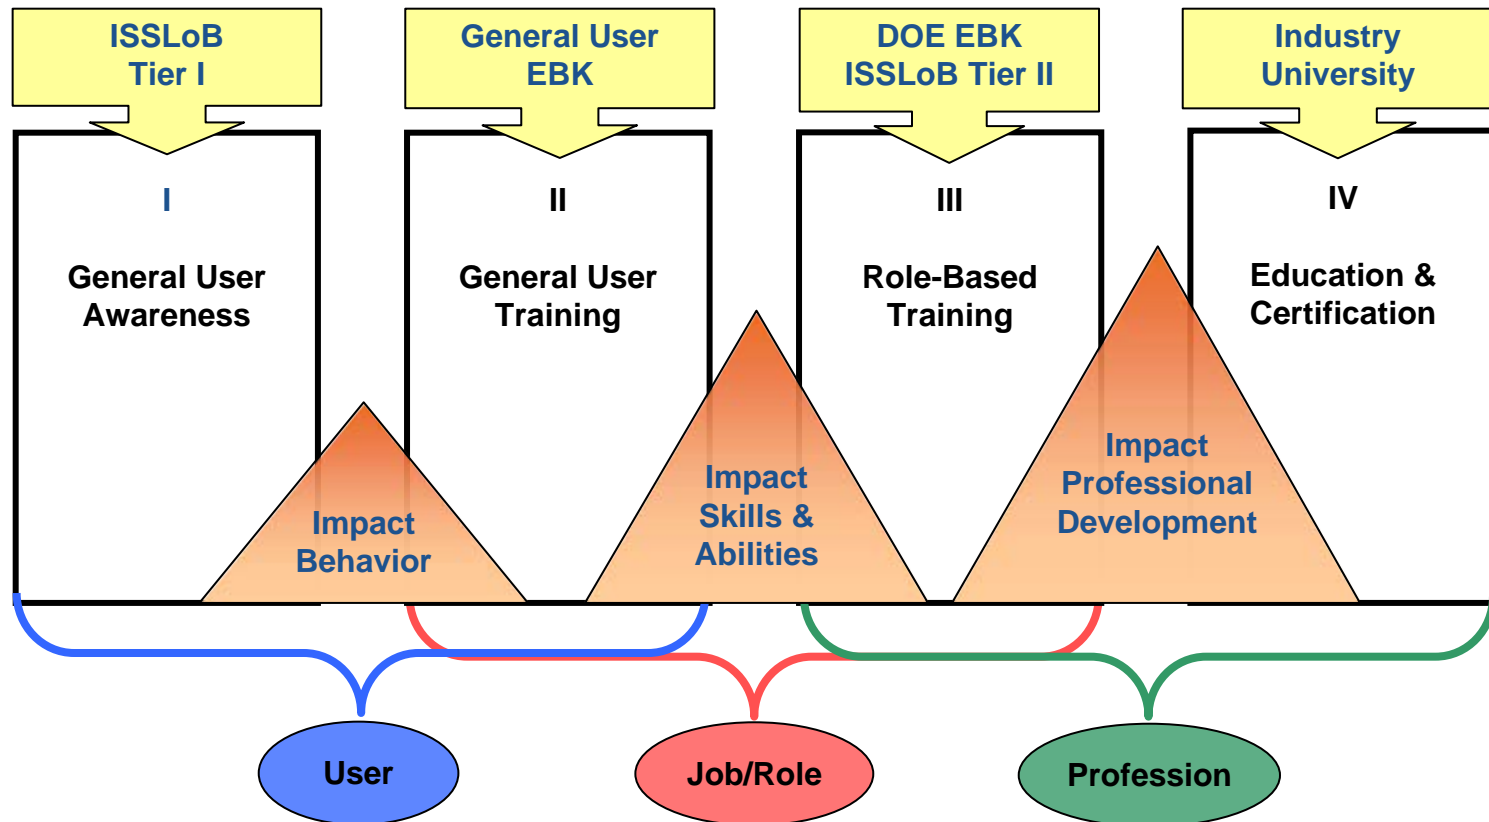 ISSLoB
Tier I
General User
EBK
DOE EBK
ISSLoB Tier II
Industry
University
I
General User
Awareness
II
General User
Training
III
Role-Based
Training
IV
Education &
Certification
Impact
Behavior
Impact
Skills &
Abilities
Impact
Professional
Development
User
Job/Role
Profession